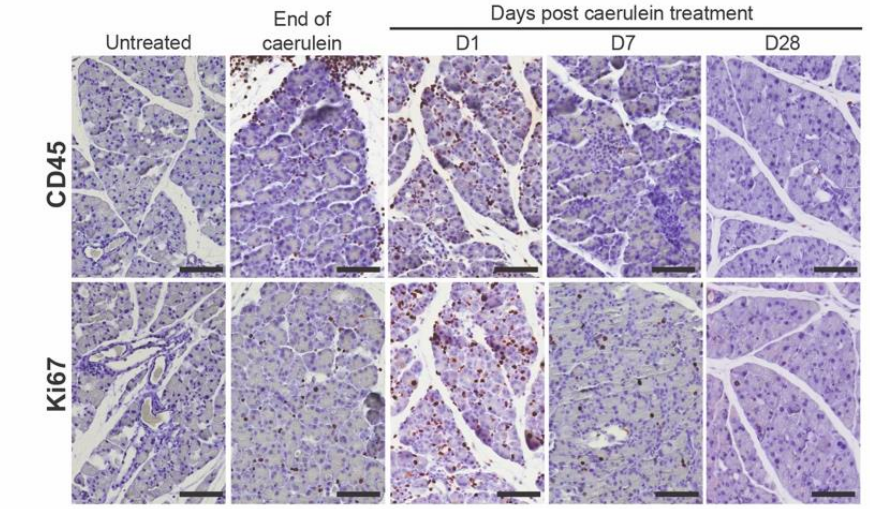 Days post caerulein treatment
End of
caerulein
Untreated
D1
D7
D28
CD45
Ki67